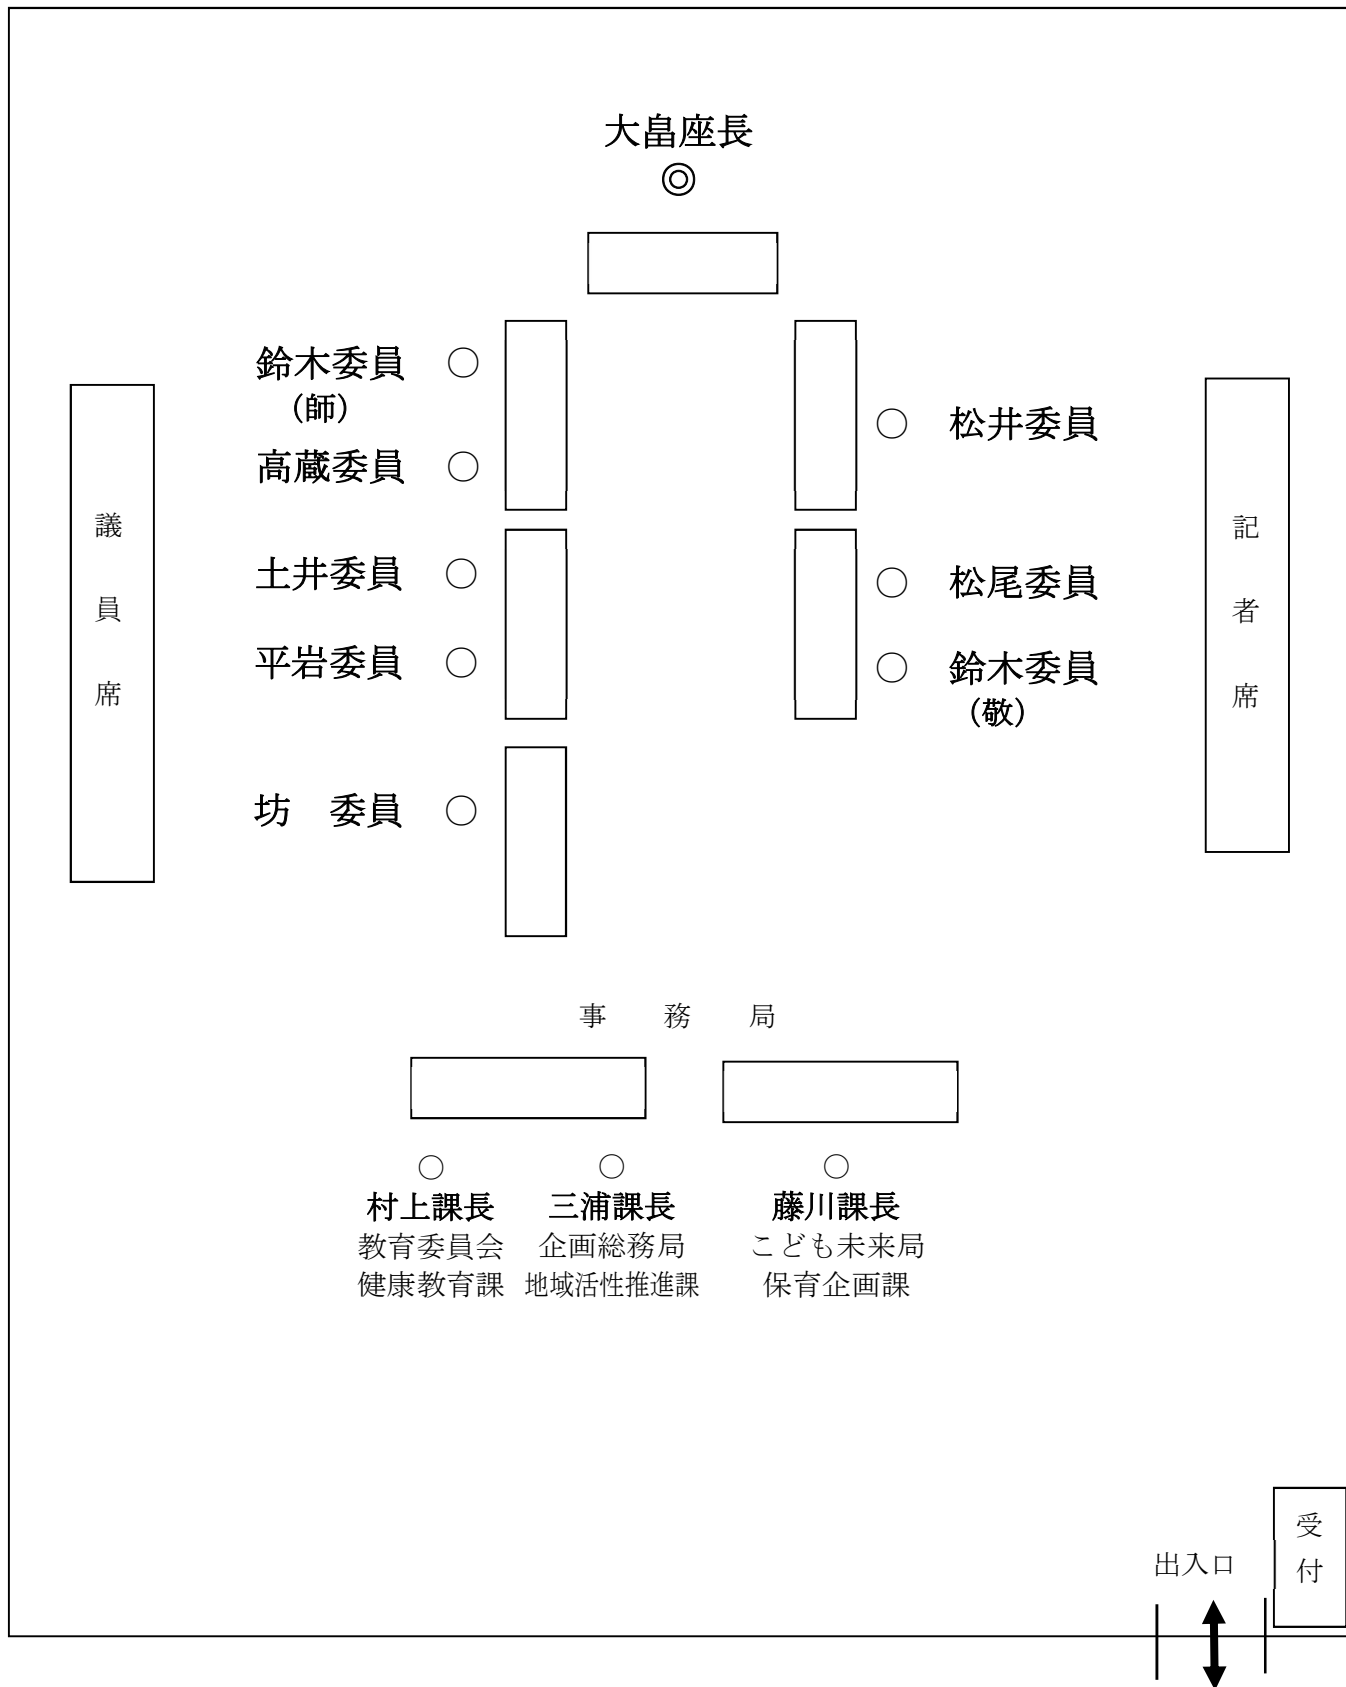 大畠座長
◎
鈴木委員 ○
(師)
高蔵委員 ○
土井委員 ○
平岩委員 ○
坊　委員 ○
○ 松井委員
○ 松尾委員
○ 鈴木委員
(敬)
議員席
記者席
事　務　局
○ ○ ○
村上課長 三浦課長 藤川課長
教育委員会 企画総務局 こども未来局
健康教育課 地域活性推進課 保育企画課
出入口
受付